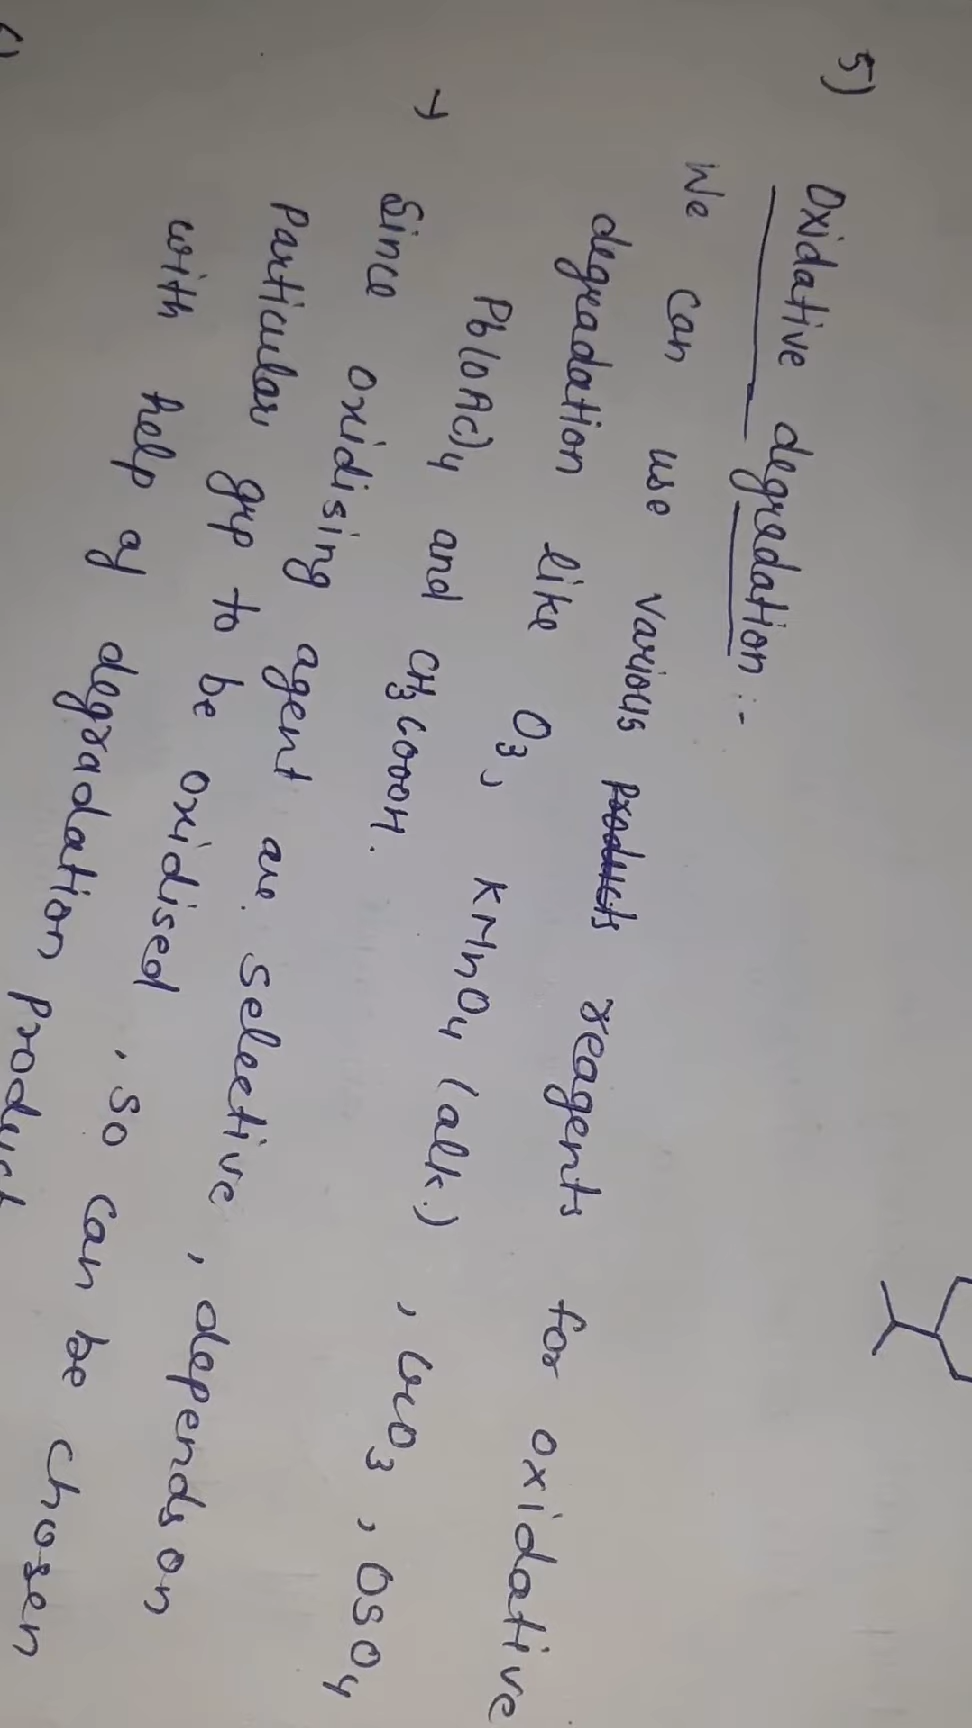 5) Oxidative degradation :-
We can use various products reagents for oxidative
degradation like O3, KMnO4 (alk.), CrO3, OSO4
Pb(OAc)4 and CH3COOH.
→ Since oxidising agent are selective, depends on
particular grp to be oxidised, so can be chosen
with help of degradation product